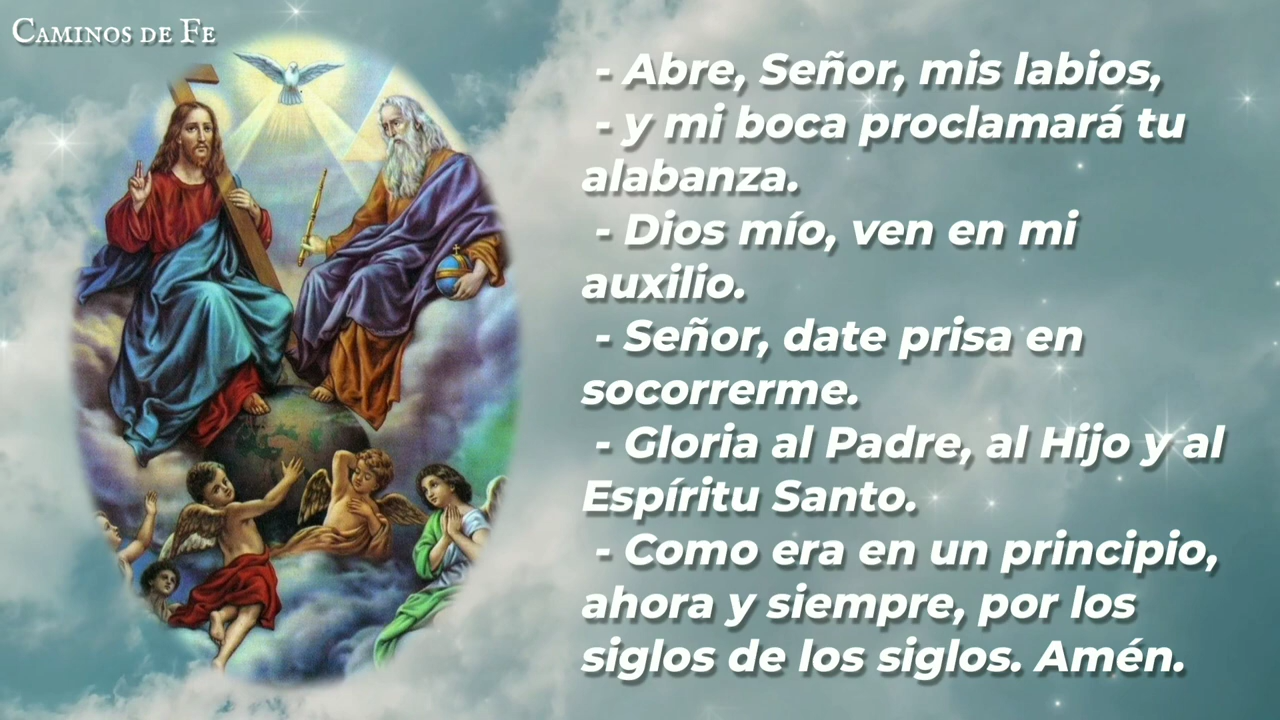 Caminos de Fe
- Abre, Señor, mis labios,
- y mi boca proclamará tu
alabanza.
- Dios mío, ven en mi
auxilio.
- Señor, date prisa en
socorrerme.
- Gloria al Padre, al Hijo y al
Espíritu Santo.
- Como era en un principio,
ahora y siempre, por los
siglos de los siglos. Amén.